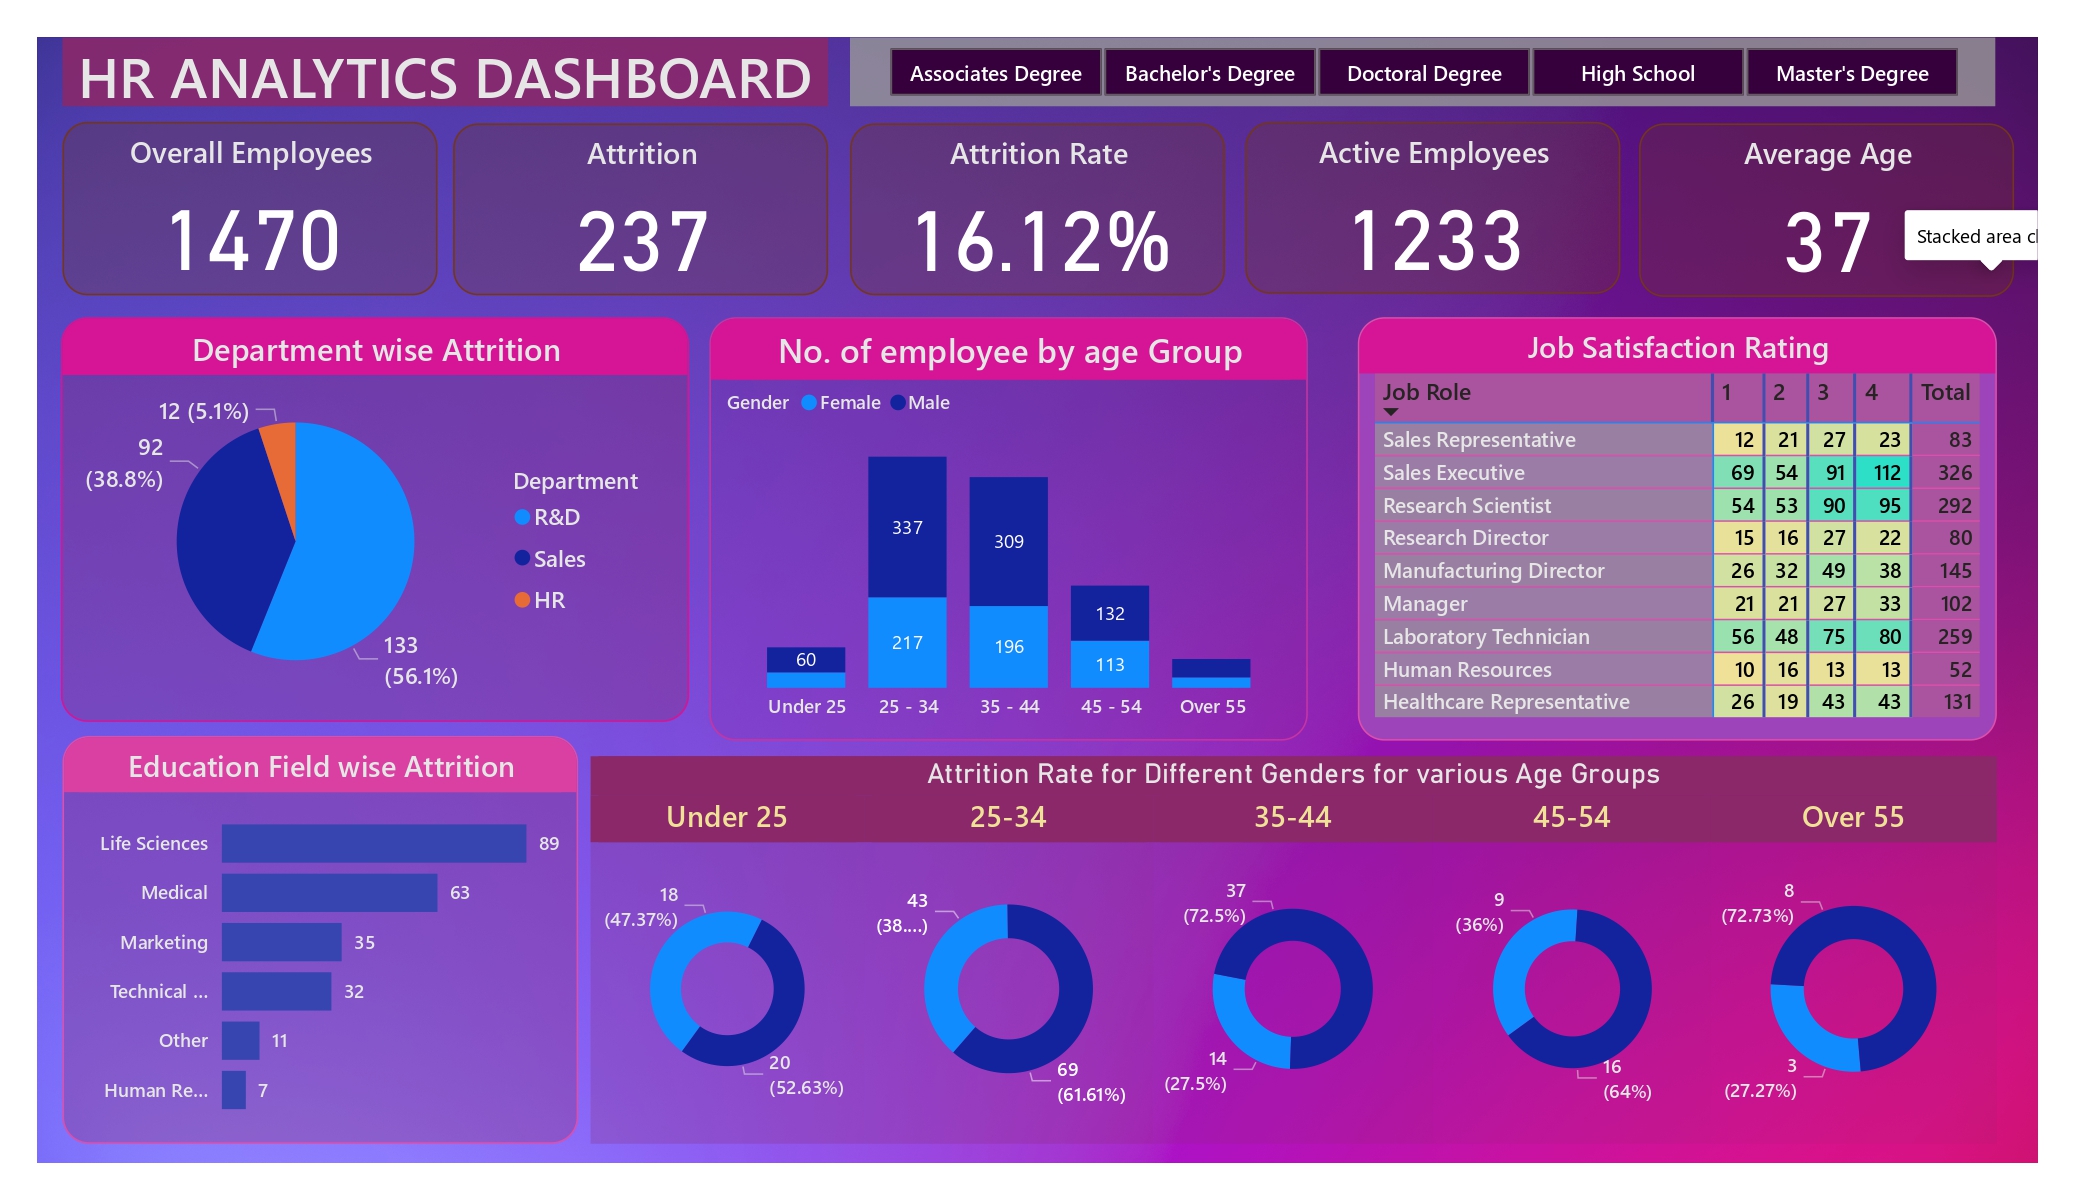 HR ANALYTICS DASHBOARD
Associates Degree Bachelor's Degree Doctoral Degree High School Master's Degree
Overall Employees
1470
Attrition
237
Attrition Rate
16.12%
Active Employees
1233
Average Age
37
Stacked area
Department wise Attrition
12 (5.1%)
92
(38.8%)
133
(56.1%)
Department
R&D
Sales
HR
No. of employee by age Group
Gender Female Male
60
337
217
309
196
132
113
Under 25 25 - 34 35 - 44 45 - 54 Over 55
Job Satisfaction Rating
Job Role 1 2 3 4 Total
Sales Representative 12 21 27 23 83
Sales Executive 69 54 91 112 326
Research Scientist 54 53 90 95 292
Research Director 15 16 27 22 80
Manufacturing Director 26 32 49 38 145
Manager 21 21 27 33 102
Laboratory Technician 56 48 75 80 259
Human Resources 10 16 13 13 52
Healthcare Representative 26 19 43 43 131
Education Field wise Attrition
Life Sciences 89
Medical 63
Marketing 35
Technical ... 32
Other 11
Human Re... 7
Attrition Rate for Different Genders for various Age Groups
Under 25 25-34 35-44 45-54 Over 55
18
(47.37%)
20
(52.63%)
43
(38....)
69
(61.61%)
37
(72.5%)
14
(27.5%)
9
(36%)
16
(64%)
8
(72.73%)
3
(27.27%)